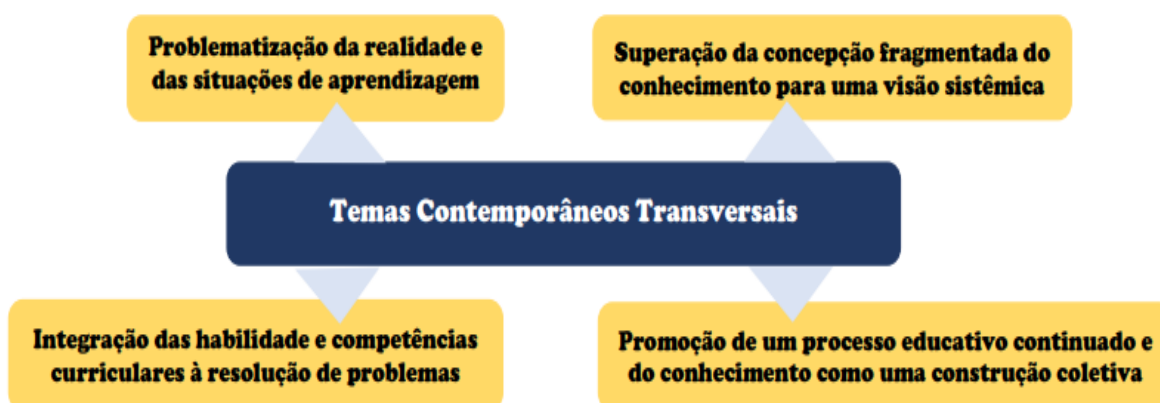 Problematização da realidade e
das situações de aprendizagem
Superação da concepção fragmentada do
conhecimento para uma visão sistêmica
Temas Contemporâneos Transversais
Integração das habilidade e competências
curriculares à resolução de problemas
Promoção de um processo educativo continuado e
do conhecimento como uma construção coletiva